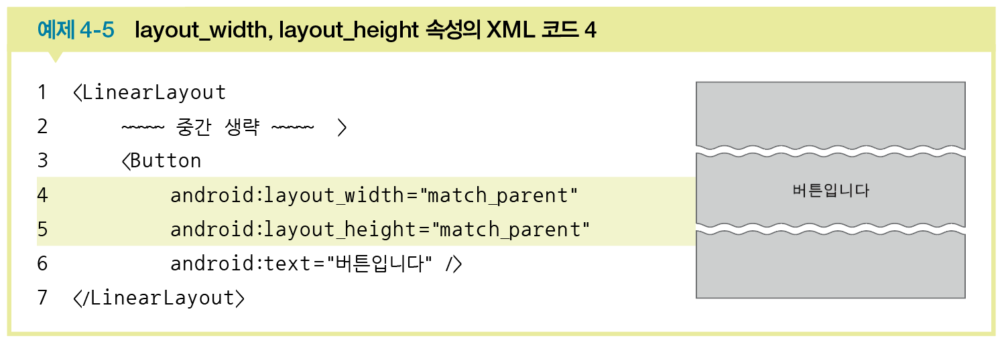 예제 4-5 layout_width, layout_height 속성의 XML 코드 4
1 <LinearLayout
2 ~~~~~ 중간 생략 ~~~~~ >
3 <Button
4 android:layout_width="match_parent"
5 android:layout_height="match_parent"
6 android:text="버튼입니다" />
7 </LinearLayout>
버튼입니다